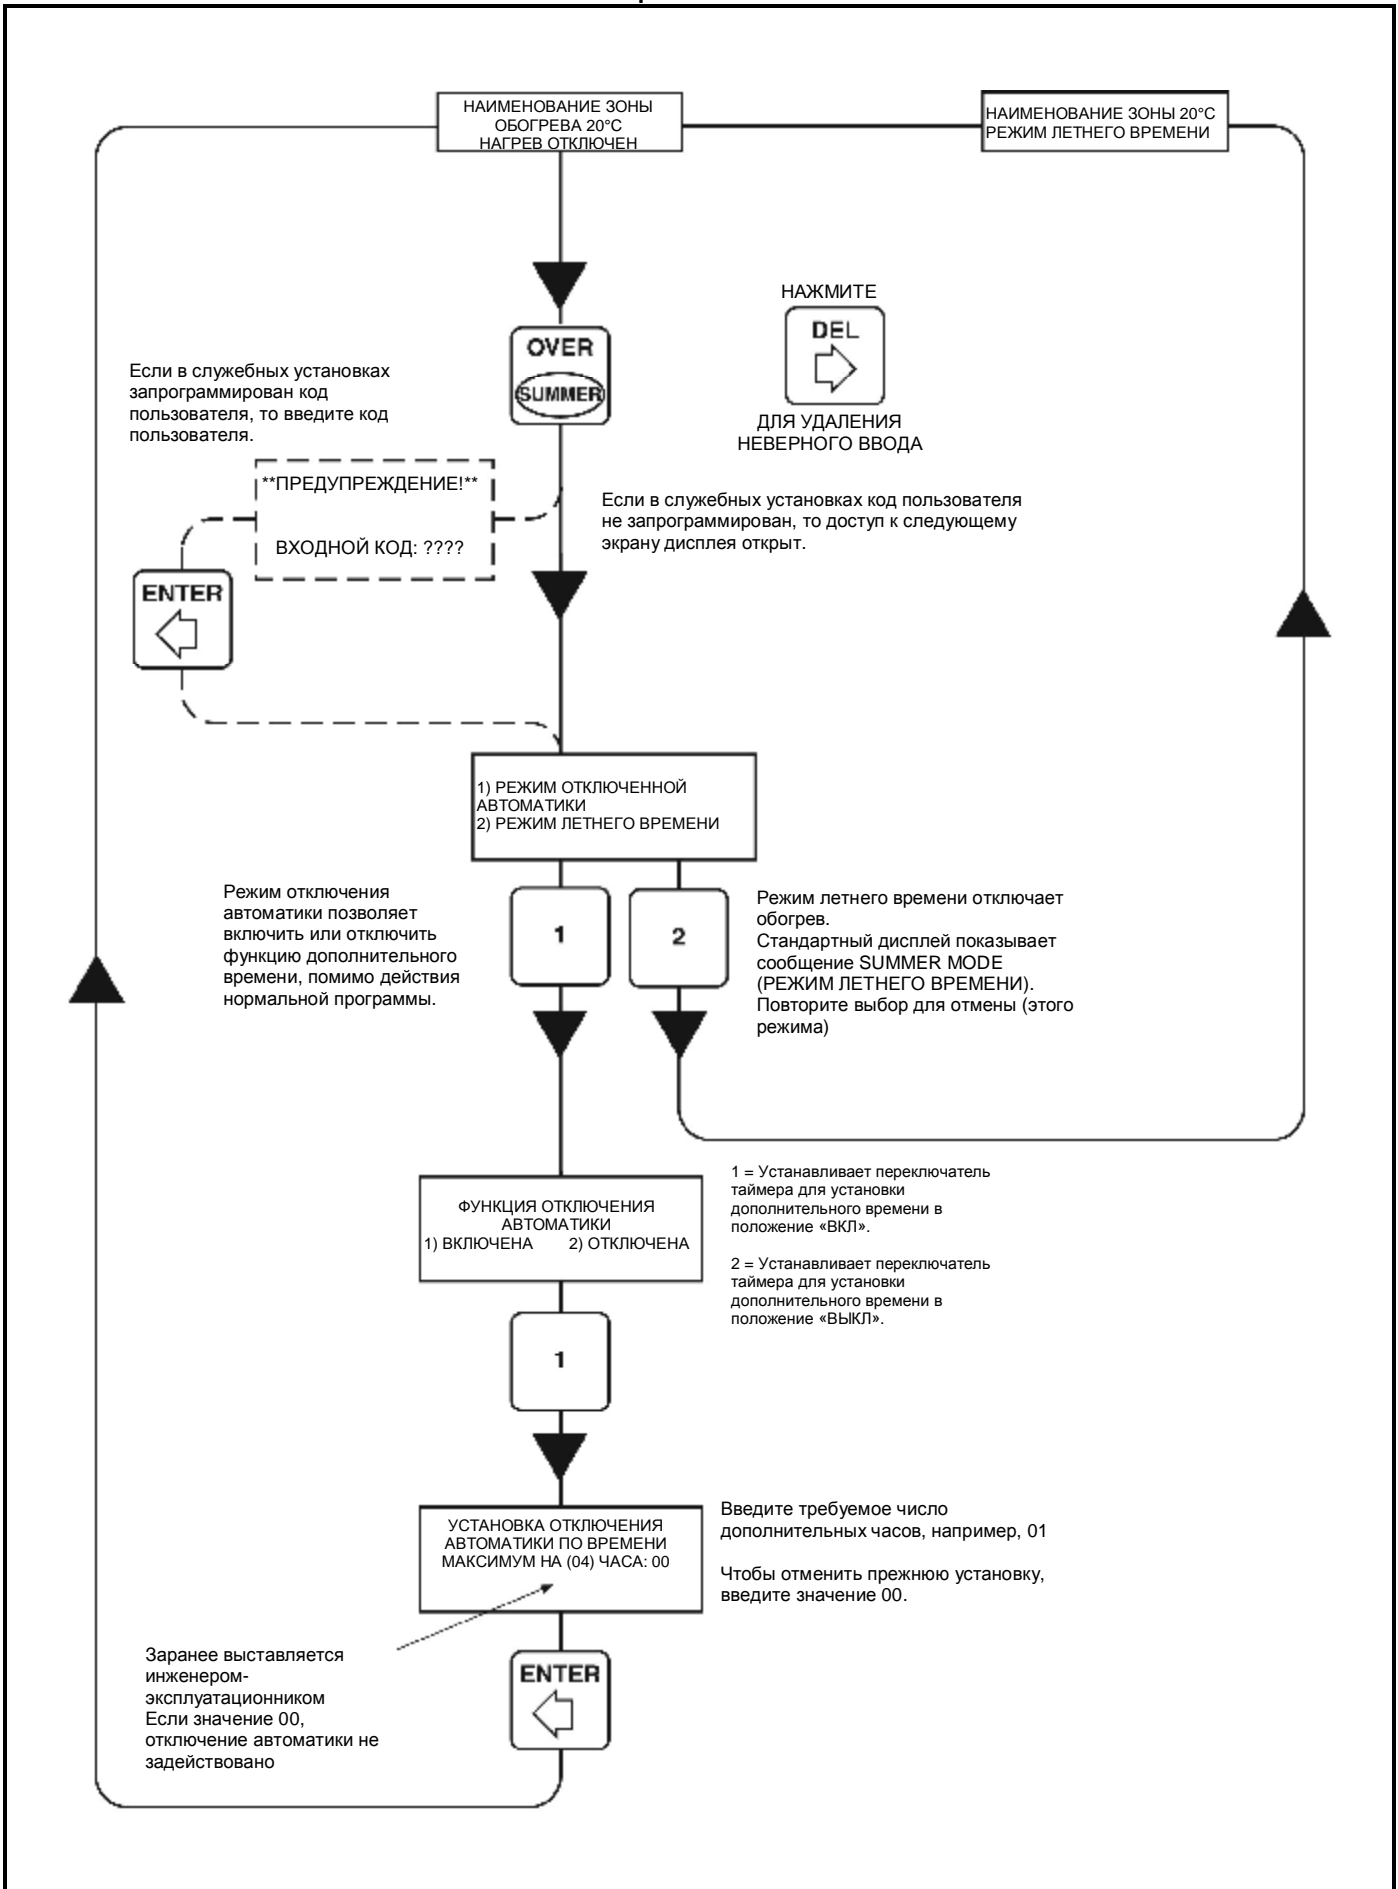 НАИМЕНОВАНИЕ ЗОНЫ
ОБОГРЕВА 20°С
НАГРЕВ ОТКЛЮЧЕН
НАИМЕНОВАНИЕ ЗОНЫ 20°С
РЕЖИМ ЛЕТНЕГО ВРЕМЕНИ
НАЖМИТЕ
DEL
ДЛЯ УДАЛЕНИЯ
НЕВЕРНОГО ВВОДА
OVER
SUMMER
Если в служебных установках
запрограммирован код
пользователя, то введите код
пользователя.
**ПРЕДУПРЕЖДЕНИЕ!**
ВХОДНОЙ КОД: ????
Если в служебных установках код пользователя
не запрограммирован, то доступ к следующему
экрану дисплея открыт.
ENTER
1) РЕЖИМ ОТКЛЮЧЕННОЙ
АВТОМАТИКИ
2) РЕЖИМ ЛЕТНЕГО ВРЕМЕНИ
Режим отключения
автоматики позволяет
включить или отключить
функцию дополнительного
времени, помимо действия
нормальной программы.
1
2
Режим летнего времени отключает
обогрев.
Стандартный дисплей показывает
сообщение SUMMER MODE
(РЕЖИМ ЛЕТНЕГО ВРЕМЕНИ).
Повторите выбор для отмены (этого
режима)
ФУНКЦИЯ ОТКЛЮЧЕНИЯ
АВТОМАТИКИ
1) ВКЛЮЧЕНА 2) ОТКЛЮЧЕНА
1 = Устанавливает переключатель
таймера для установки
дополнительного времени в
положение «ВКЛ».
2 = Устанавливает переключатель
таймера для установки
дополнительного времени в
положение «ВЫКЛ».
1
УСТАНОВКА ОТКЛЮЧЕНИЯ
АВТОМАТИКИ ПО ВРЕМЕНИ
МАКСИМУМ НА (04) ЧАСА: 00
Введите требуемое число
дополнительных часов, например, 01
Чтобы отменить прежнюю установку,
введите значение 00.
Заранее выставляется
инженером-
эксплуатационником
Если значение 00,
отключение автоматики не
задействовано
ENTER